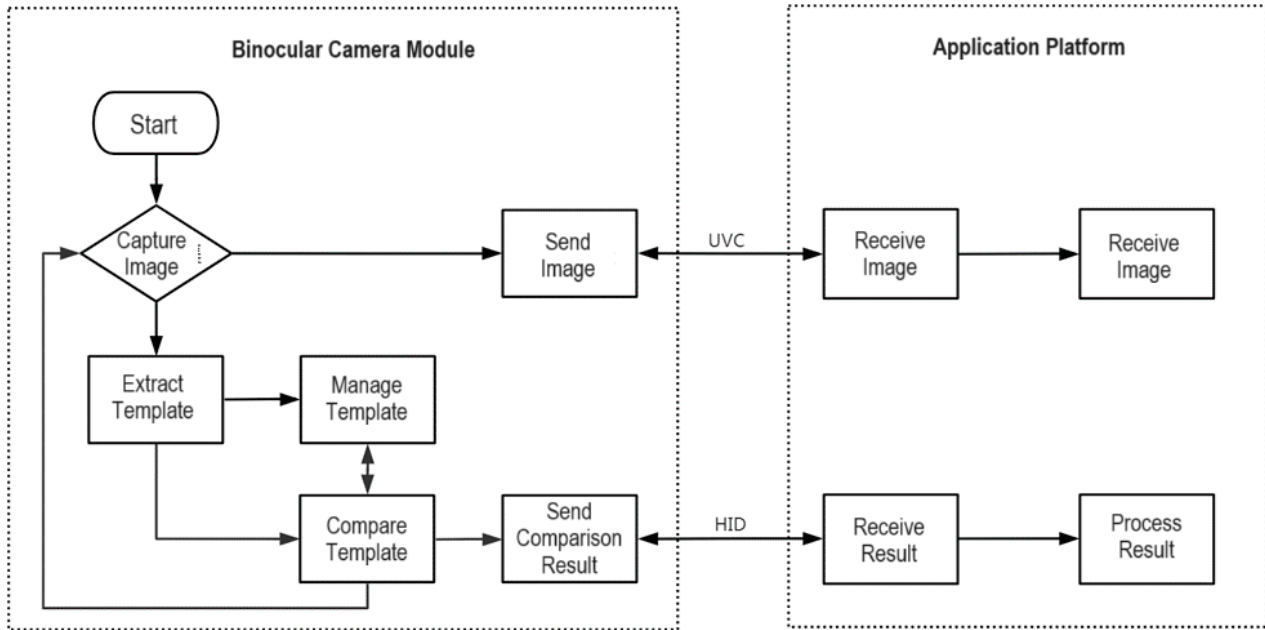 Binocular Camera Module
Application Platform
Start
Capture
Image
Send
Image
UVC
Receive
Image
Receive
Image
Extract
Template
Manage
Template
Compare
Template
Send
Comparison
Result
HID
Receive
Result
Process
Result